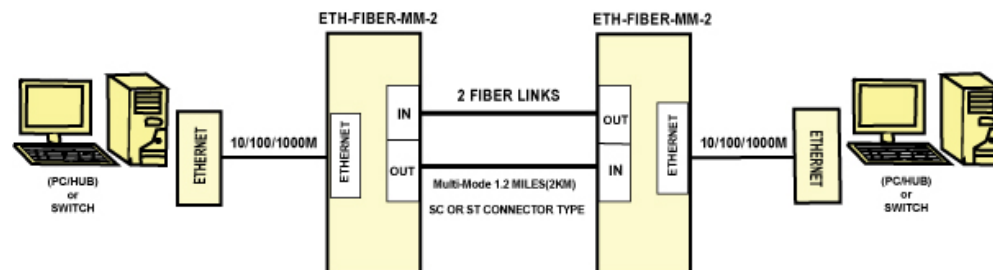 ETH-FIBER-MM-2
ETH-FIBER-MM-2
ETHERNET
10/100/1000M
ETHERNET
IN
OUT
2 FIBER LINKS
Multi-Mode 1.2 MILES(2KM)
SC OR ST CONNECTOR TYPE
OUT
IN
ETHERNET
10/100/1000M
ETHERNET
(PC/HUB)
or
SWITCH
(PC/HUB)
or
SWITCH